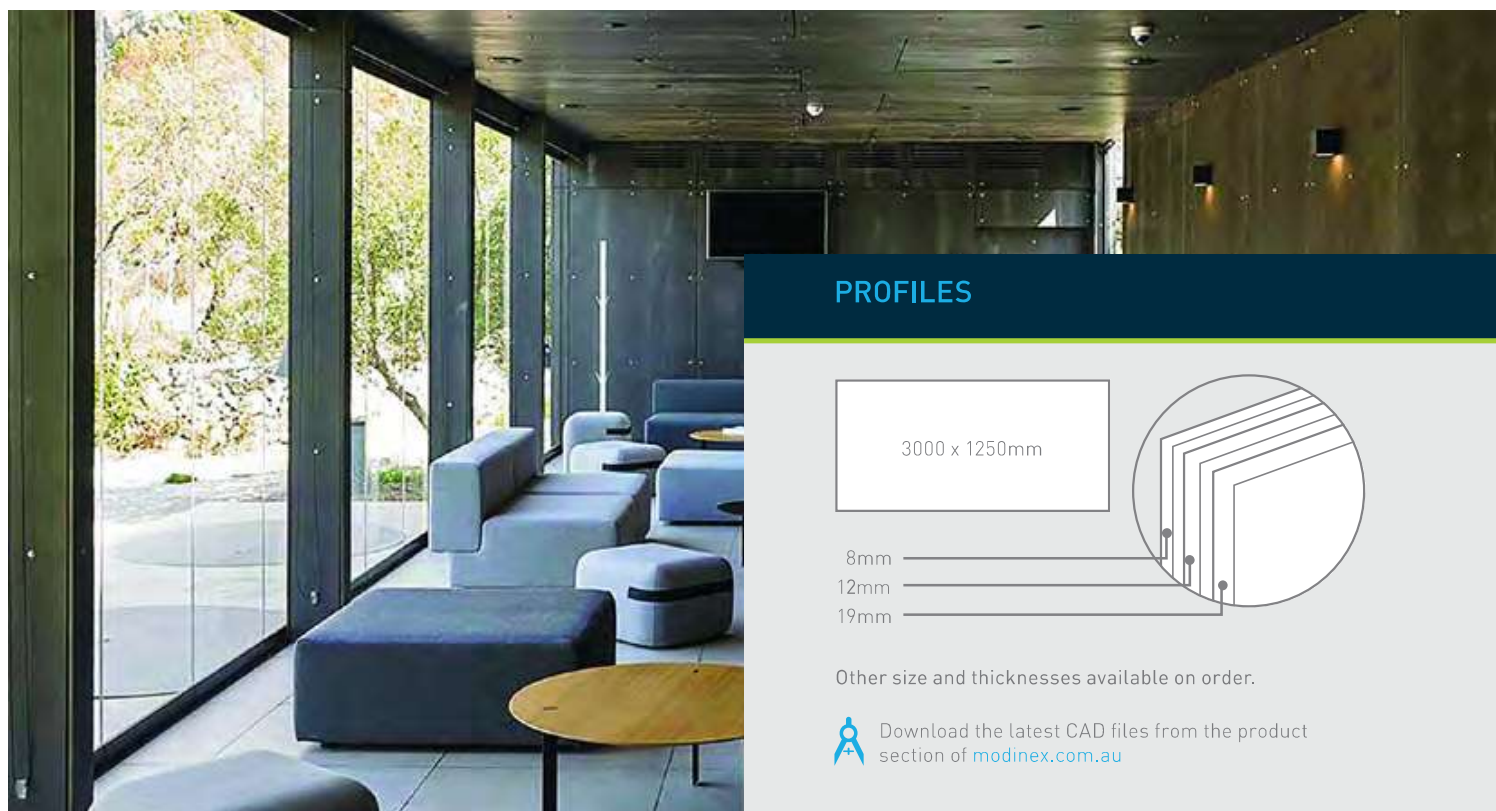 PROFILES
3000 x 1250mm
8mm
12mm
19mm
Other size and thicknesses available on order.
Download the latest CAD files from the product
section of modinex.com.au